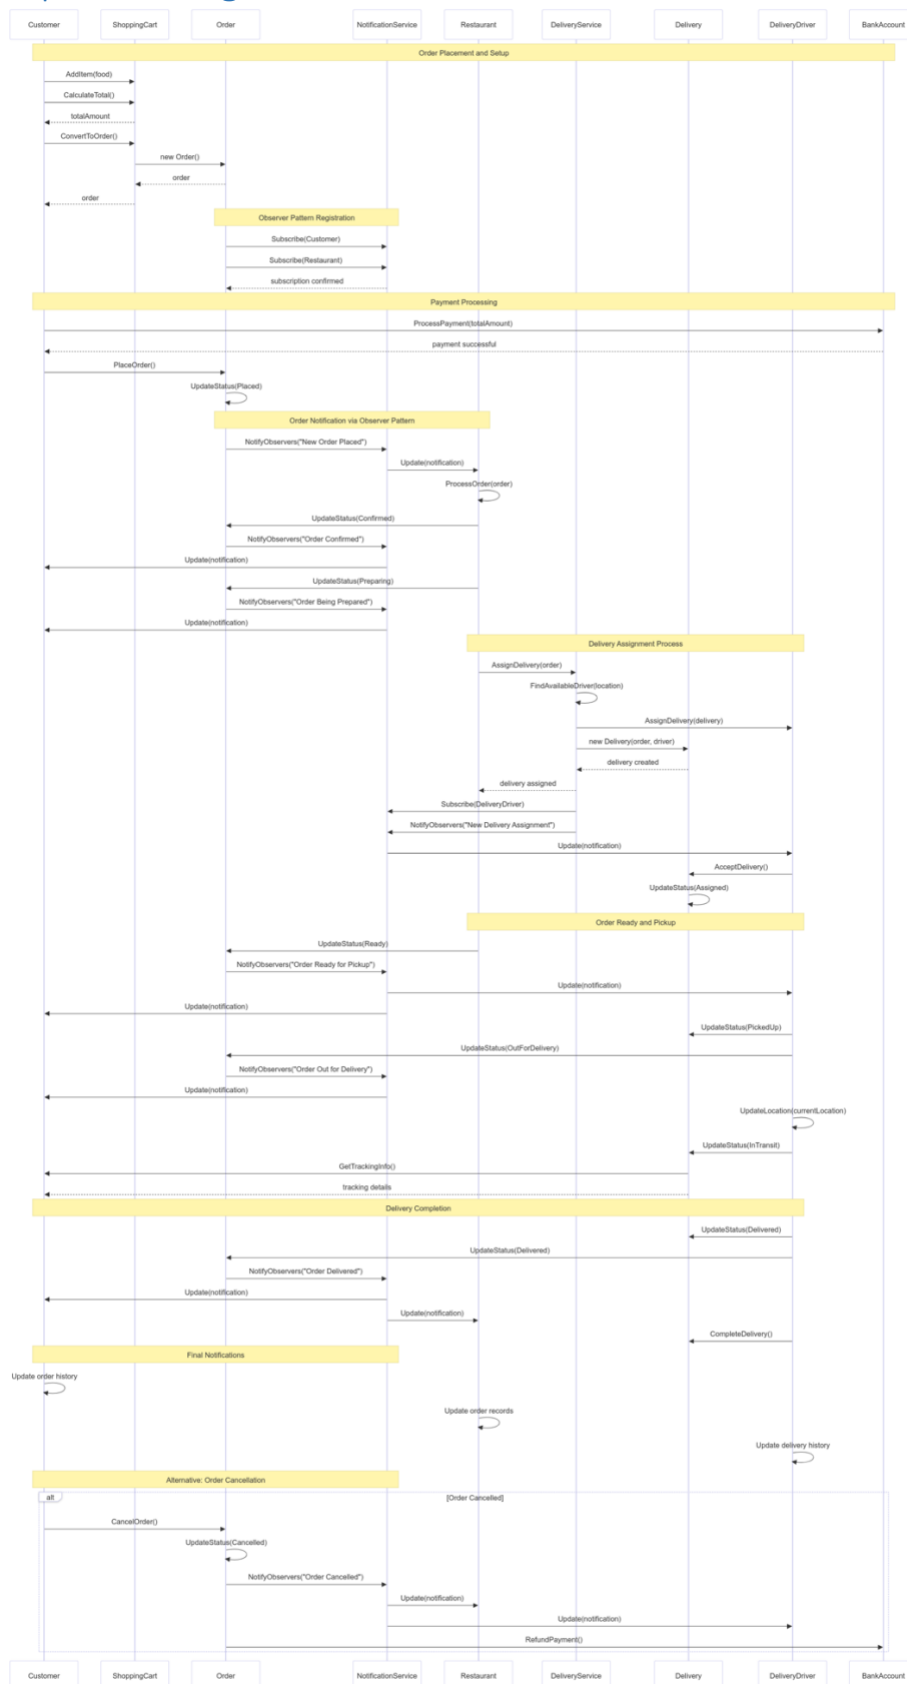 Customer
ShoppingCart
Order
NotificationService
Restaurant
DeliveryService
Delivery
DeliveryDriver
BankAccount
Order Placement and Setup
AddItem(food)
CalculateTotal()
totalAmount
ConvertToOrder()
new Order()
order
order
Observer Pattern Registration
Subscribe(Customer)
Subscribe(Restaurant)
subscription confirmed
Payment Processing
ProcessPayment(totalAmount)
payment successful
PlaceOrder()
UpdateStatus(Placed)
Order Notification via Observer Pattern
NotifyObservers("New Order Placed")
Update(notification)
ProcessOrder(order)
UpdateStatus(Confirmed)
NotifyObservers("Order Confirmed")
Update(notification)
UpdateStatus(Preparing)
NotifyObservers("Order Being Prepared")
Update(notification)
Delivery Assignment Process
AssignDelivery(order)
FindAvailableDriver(location)
AssignDelivery(delivery)
new Delivery(order, driver)
delivery created
delivery assigned
Subscribe(DeliveryDriver)
NotifyObservers("New Delivery Assignment")
Update(notification)
AcceptDelivery()
UpdateStatus(Assigned)
Order Ready and Pickup
UpdateStatus(Ready)
NotifyObservers("Order Ready for Pickup")
Update(notification)
Update(notification)
UpdateStatus(PickedUp)
UpdateStatus(OutForDelivery)
NotifyObservers("Order Out for Delivery")
Update(notification)
UpdateLocation(currentLocation)
UpdateStatus(InTransit)
GetTrackingInfo()
tracking details
Delivery Completion
UpdateStatus(Delivered)
UpdateStatus(Delivered)
NotifyObservers("Order Delivered")
Update(notification)
Update(notification)
CompleteDelivery()
Final Notifications
Update order history
Update order records
Update delivery history
Alternative: Order Cancellation
alt
[Order Cancelled]
CancelOrder()
UpdateStatus(Cancelled)
NotifyObservers("Order Cancelled")
Update(notification)
Update(notification)
RefundPayment()
Customer
ShoppingCart
Order
NotificationService
Restaurant
DeliveryService
Delivery
DeliveryDriver
BankAccount